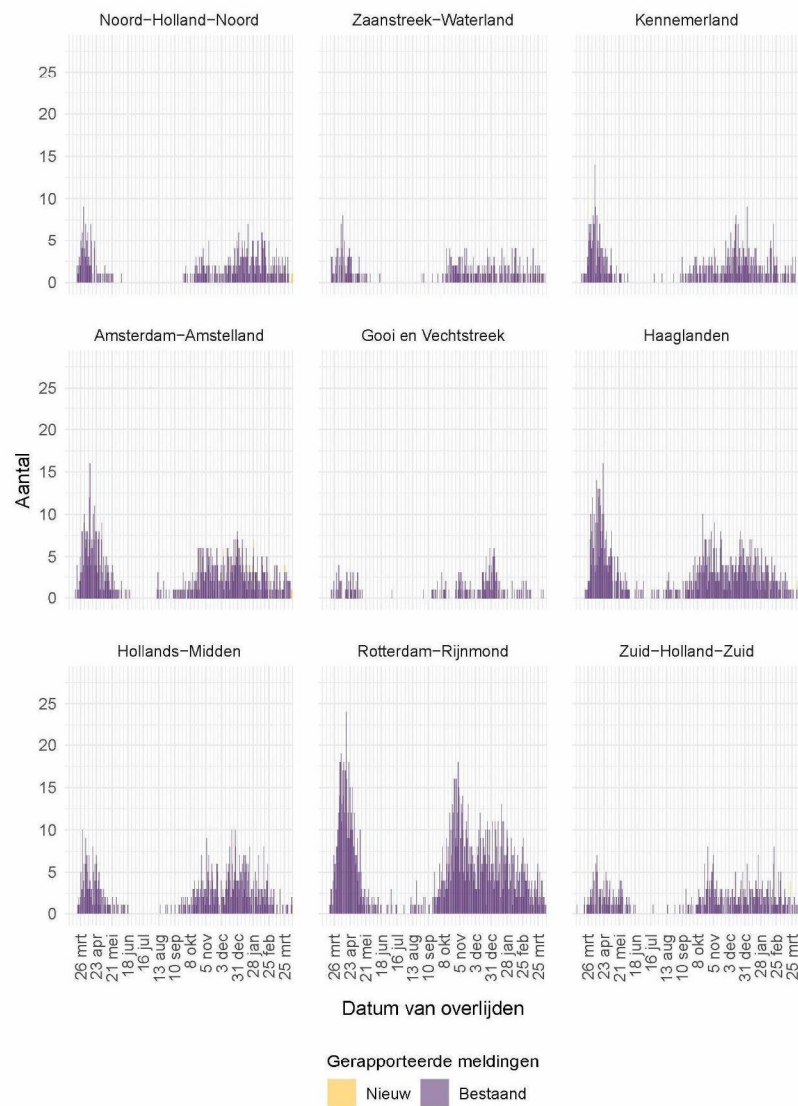 Noord-Holland-Noord Zaanstreek-Waterland Kennemerland
25
20
15
10
5
0
Amsterdam-Amstelland Gooi en Vechtstreek Haaglanden
25
20
15
10
5
0
Hollands-Midden Rotterdam-Rijnmond Zuid-Holland-Zuid
25
20
15
10
5
0
Aantal
26 mrt 23 apr 21 mei 18 jun 16 jul 13 aug 10 sep 8 okt 5 nov 3 dec 31 dec 28 jan 25 feb 25 mrt
26 mrt 23 apr 21 mei 18 jun 16 jul 13 aug 10 sep 8 okt 5 nov 3 dec 31 dec 28 jan 25 feb 25 mrt
26 mrt 23 apr 21 mei 18 jun 16 jul 13 aug 10 sep 8 okt 5 nov 3 dec 31 dec 28 jan 25 feb 25 mrt
Datum van overlijden
Gerapporteerde meldingen
Nieuw Bestaand